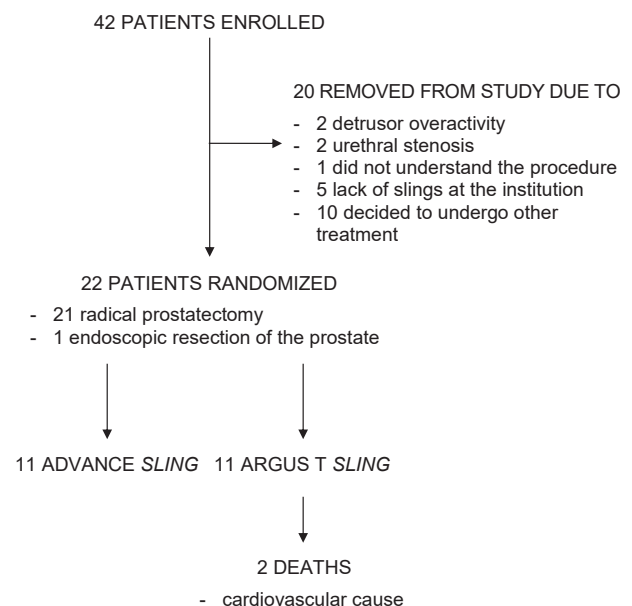 42 PATIENTS ENROLLED
20 REMOVED FROM STUDY DUE TO
- 2 detrusor overactivity
- 2 urethral stenosis
- 1 did not understand the procedure
- 5 lack of slings at the institution
- 10 decided to undergo other
treatment
22 PATIENTS RANDOMIZED
- 21 radical prostatectomy
- 1 endoscopic resection of the prostate
11 ADVANCE SLING 11 ARGUS T SLING
2 DEATHS
- cardiovascular cause